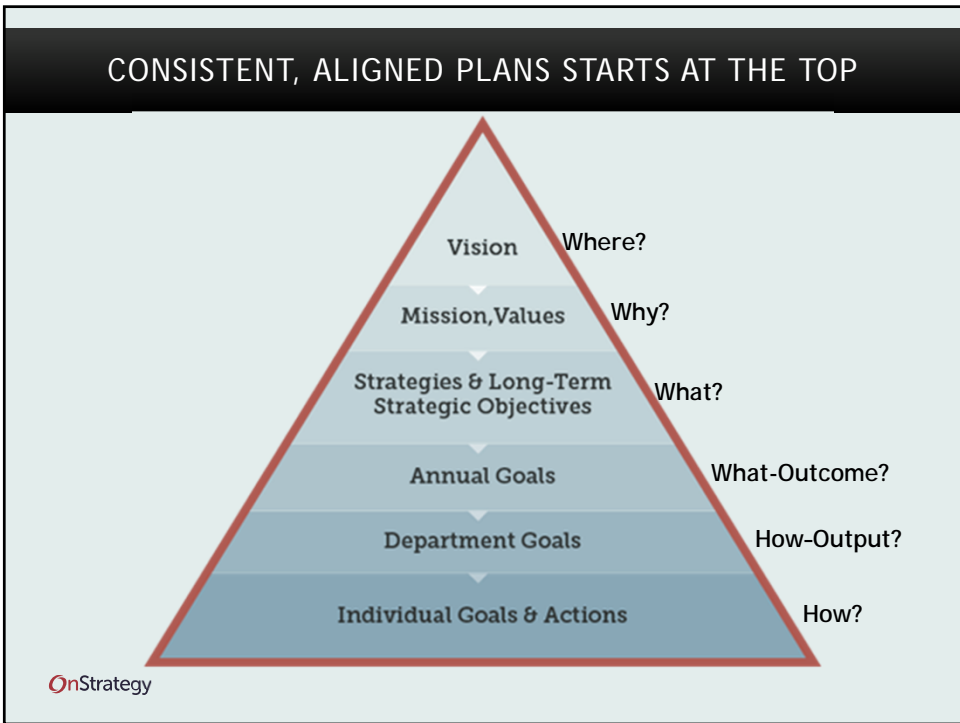 CONSISTENT, ALIGNED PLANS STARTS AT THE TOP
Vision
Where?
Mission,Values
Why?
Strategies & Long-Term
Strategic Objectives
What?
Annual Goals
What-Outcome?
Department Goals
How-Output?
Individual Goals & Actions
How?
OnStrategy